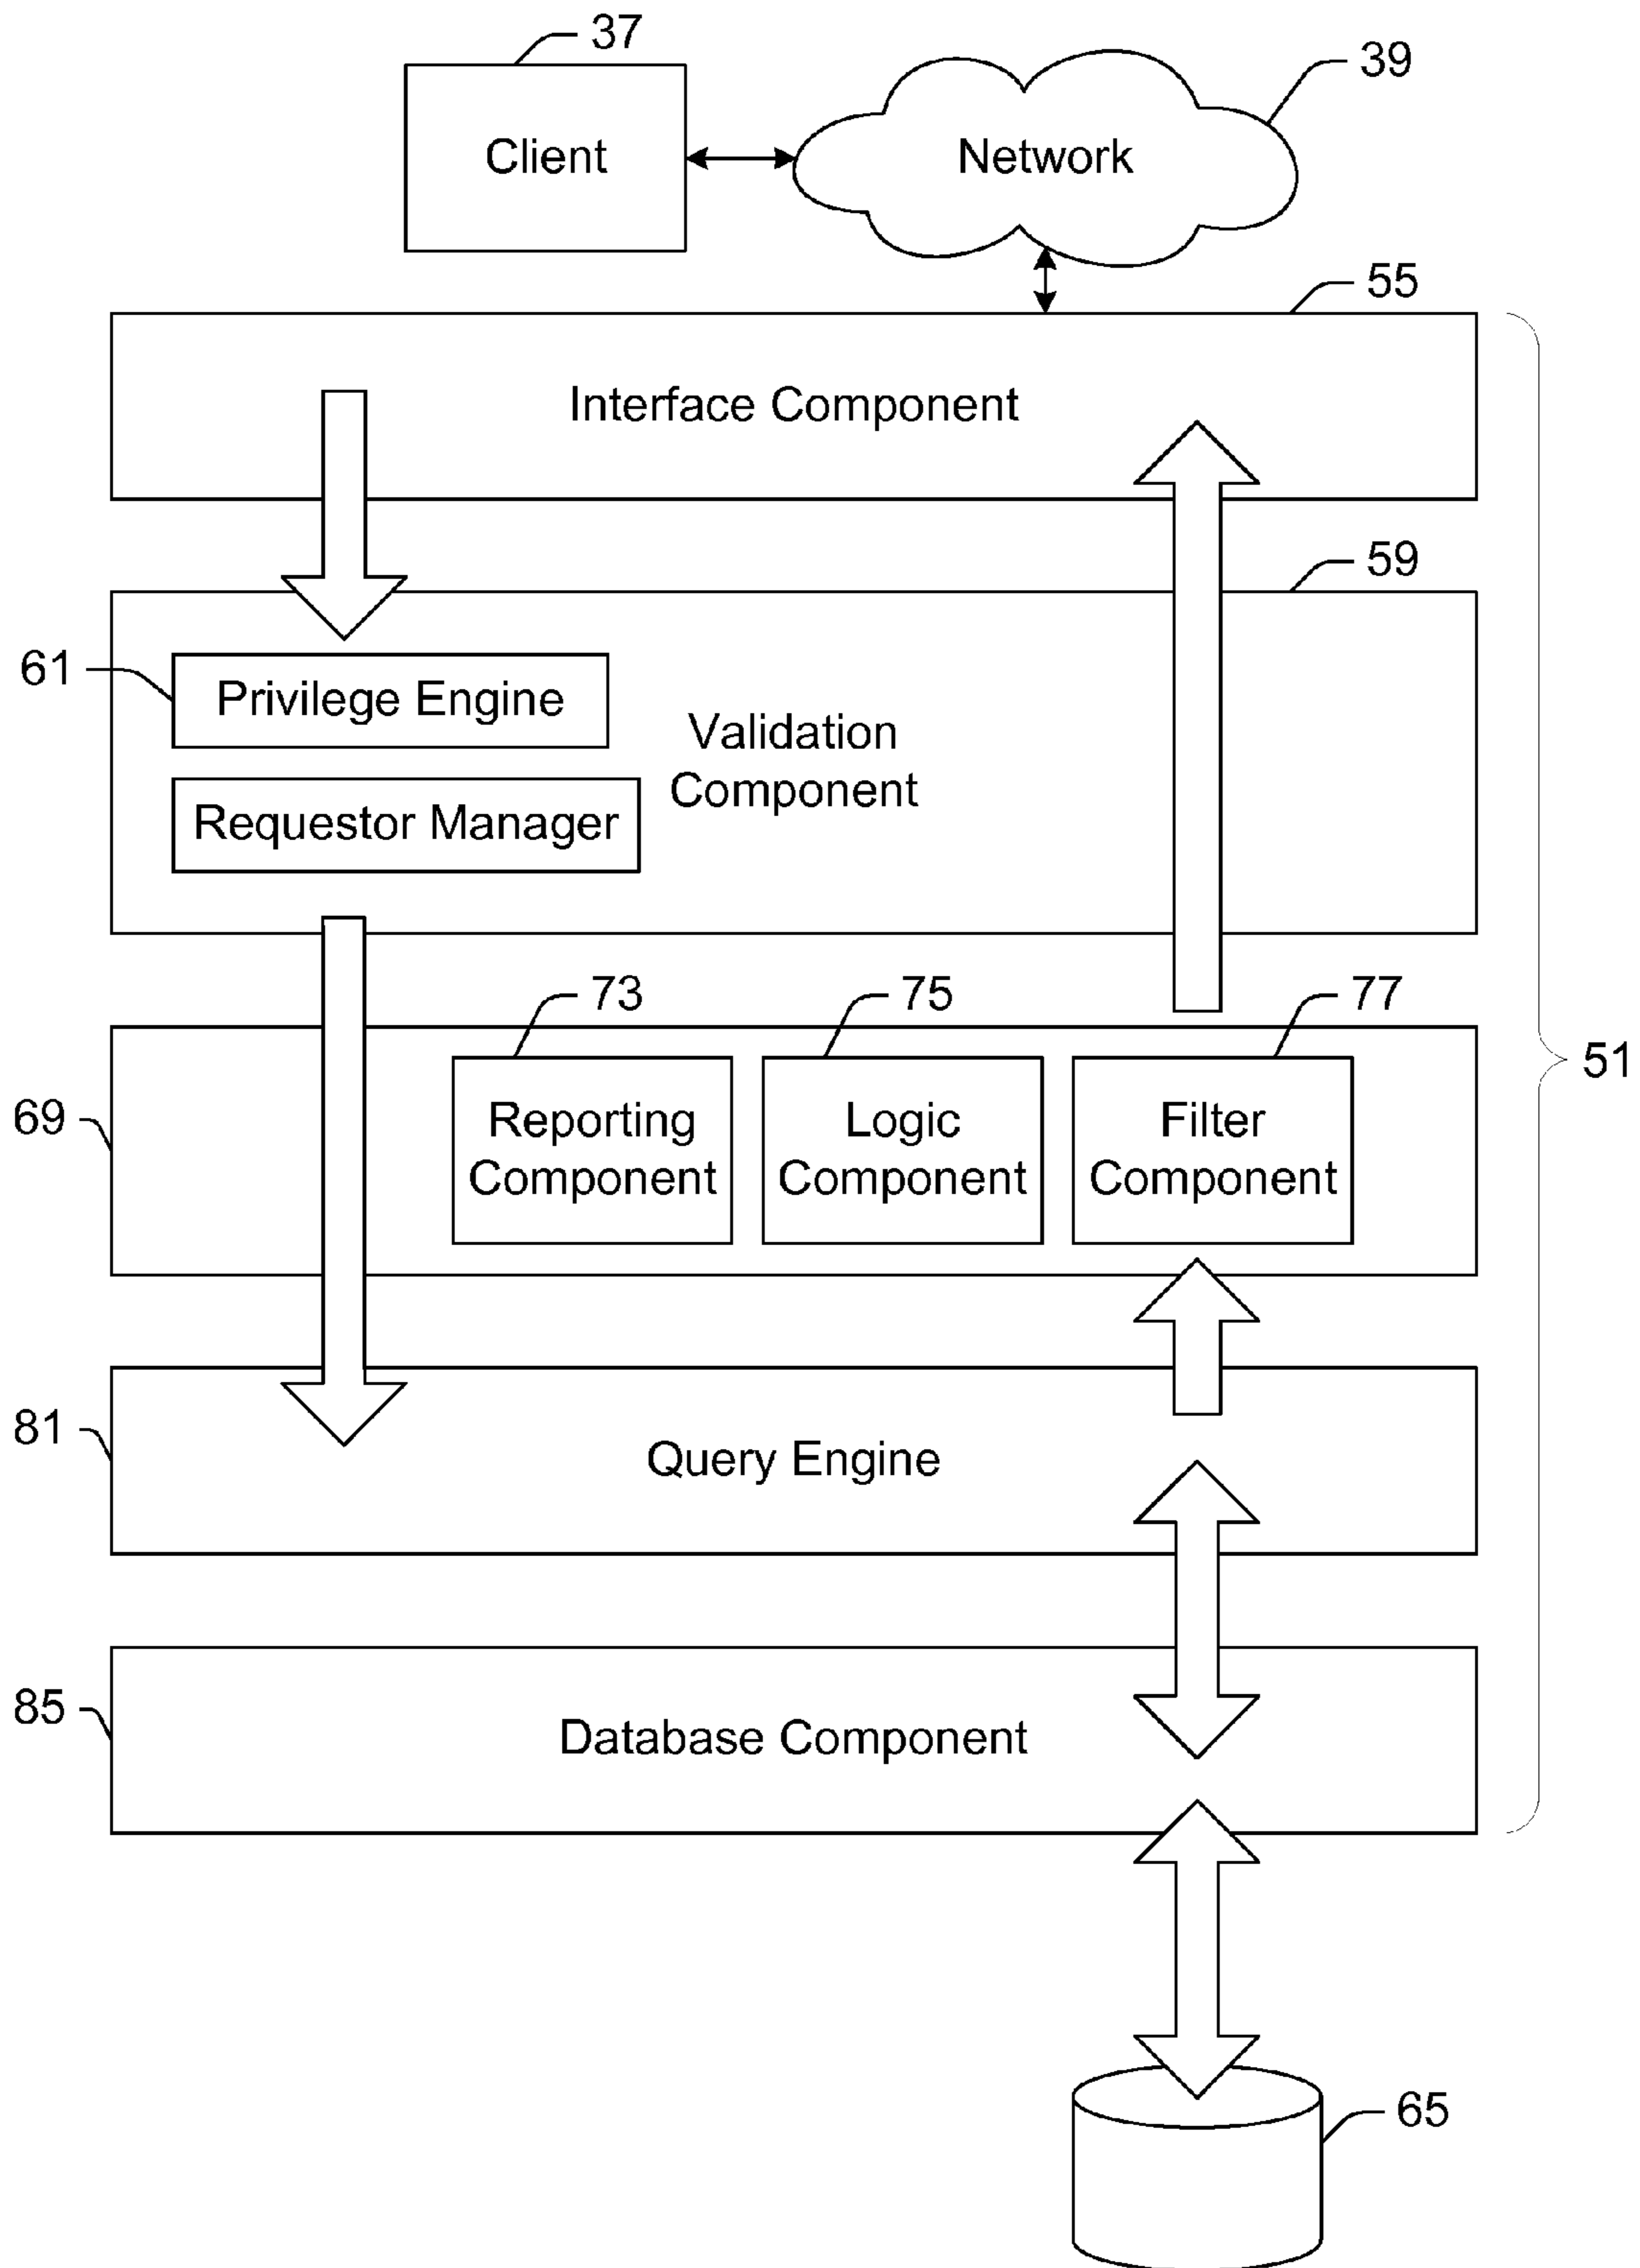 37
39
Client
Network
55
Interface Component
59
61
Privilege Engine
Validation
Component
Requestor Manager
73
75
77
51
69
Reporting
Component
Logic
Component
Filter
Component
81
Query Engine
85
Database Component
65